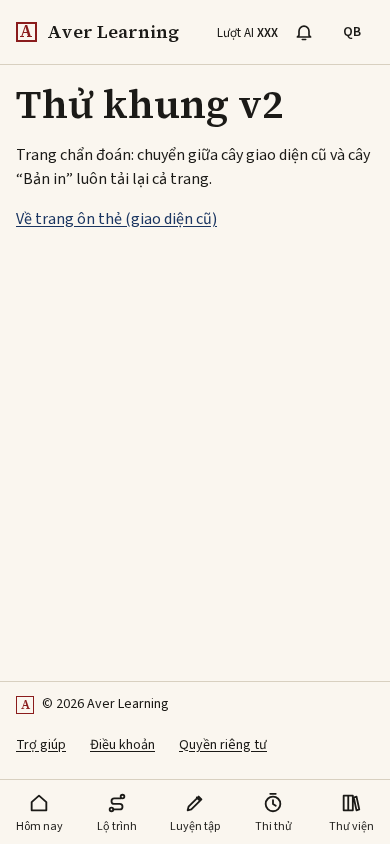 A Aver Learning Lượt AI XXX QB
Thử khung v2
Trang chẩn đoán: chuyển giữa cây giao diện cũ và cây
“Bản in” luôn tải lại cả trang.
Về trang ôn thẻ (giao diện cũ)
A © 2026 Aver Learning
Trợ giúp Điều khoản Quyền riêng tư
Hôm nay Lộ trình Luyện tập Thi thử Thư viện